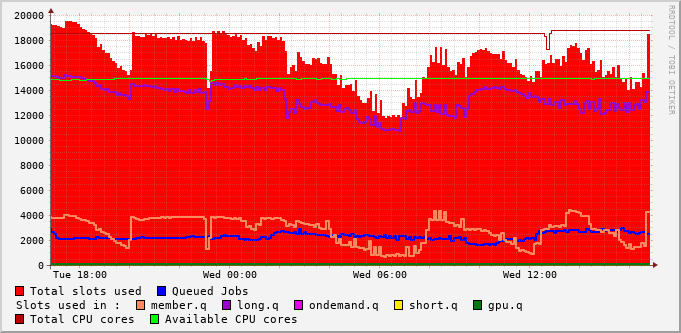 20000
18000
16000
14000
12000
10000
8000
6000
4000
2000
0
Tue 18:00 Wed 00:00 Wed 06:00 Wed 12:00
RRDTOOL / TOBI OETIKER
Total slots used Queued Jobs
Slots used in : member.q long.q ondemand.q short.q gpu.q
Total CPU cores Available CPU cores